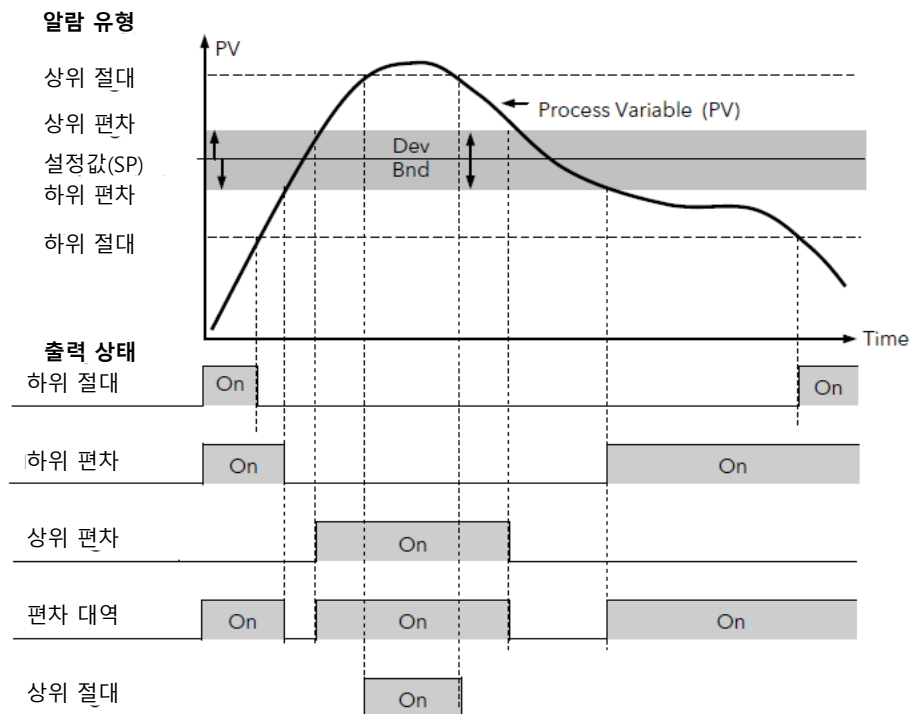 알람 유형
PV
상위 절대
Process Variable (PV)
상위 편차
Dev
Bnd
설정값(SP)
하위 편차
하위 절대
Time
출력 상태
하위 절대
On
On
하위 편차
On
On
상위 편차
On
편차 대역
On
On
On
상위 절대
On